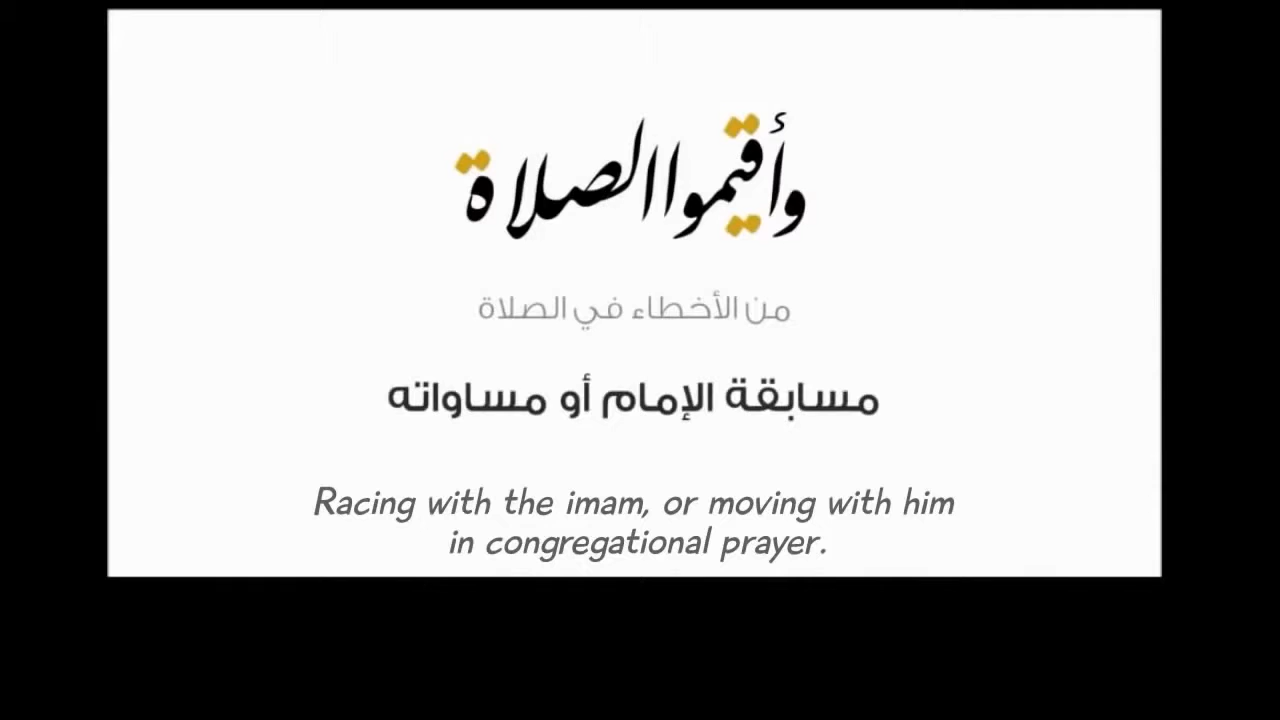 وأقيموا الصلاة
من الأخطاء في الصلاة
مسابقة الإمام أو مساواته
Racing with the imam, or moving with him
in congregational prayer.